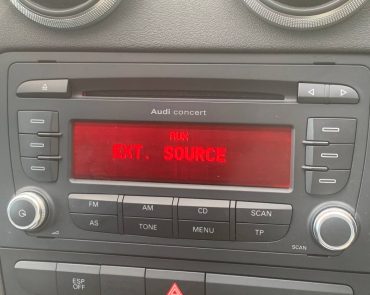 Audi concert
AUX
EXT. SOURCE
FM
AM
CD
SCAN
AS
TONE
MENU
TP
SCAN
ESP
OFF